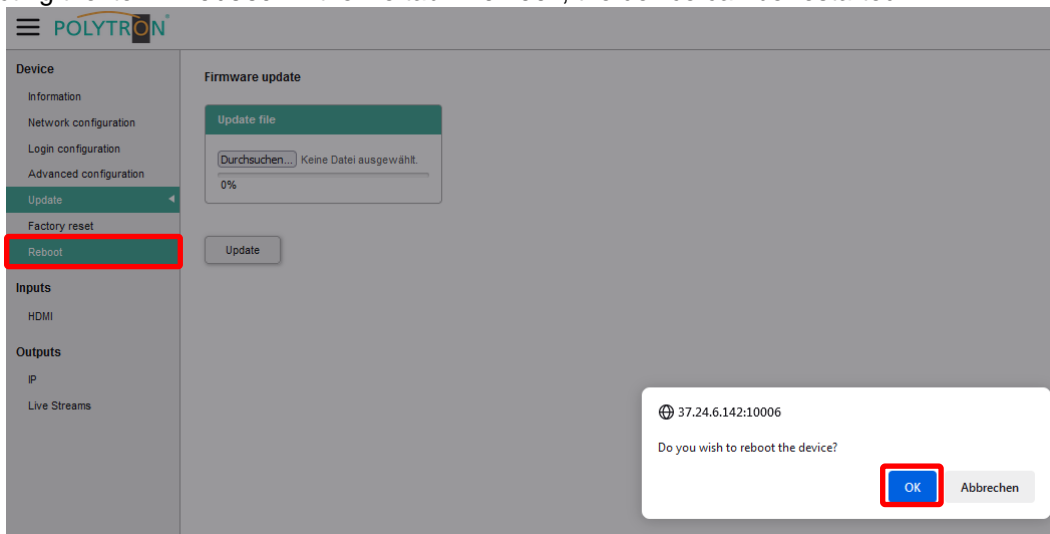 POLYTRON
Device
Information
Network configuration
Login configuration
Advanced configuration
Update
Factory reset
Reboot
Inputs
HDMI
Outputs
IP
Live Streams
Firmware update
Update file
Durchsuchen... Keine Datei ausgewählt.
0%
Update
37.24.6.142:10006
Do you wish to reboot the device?
OK Abbrechen